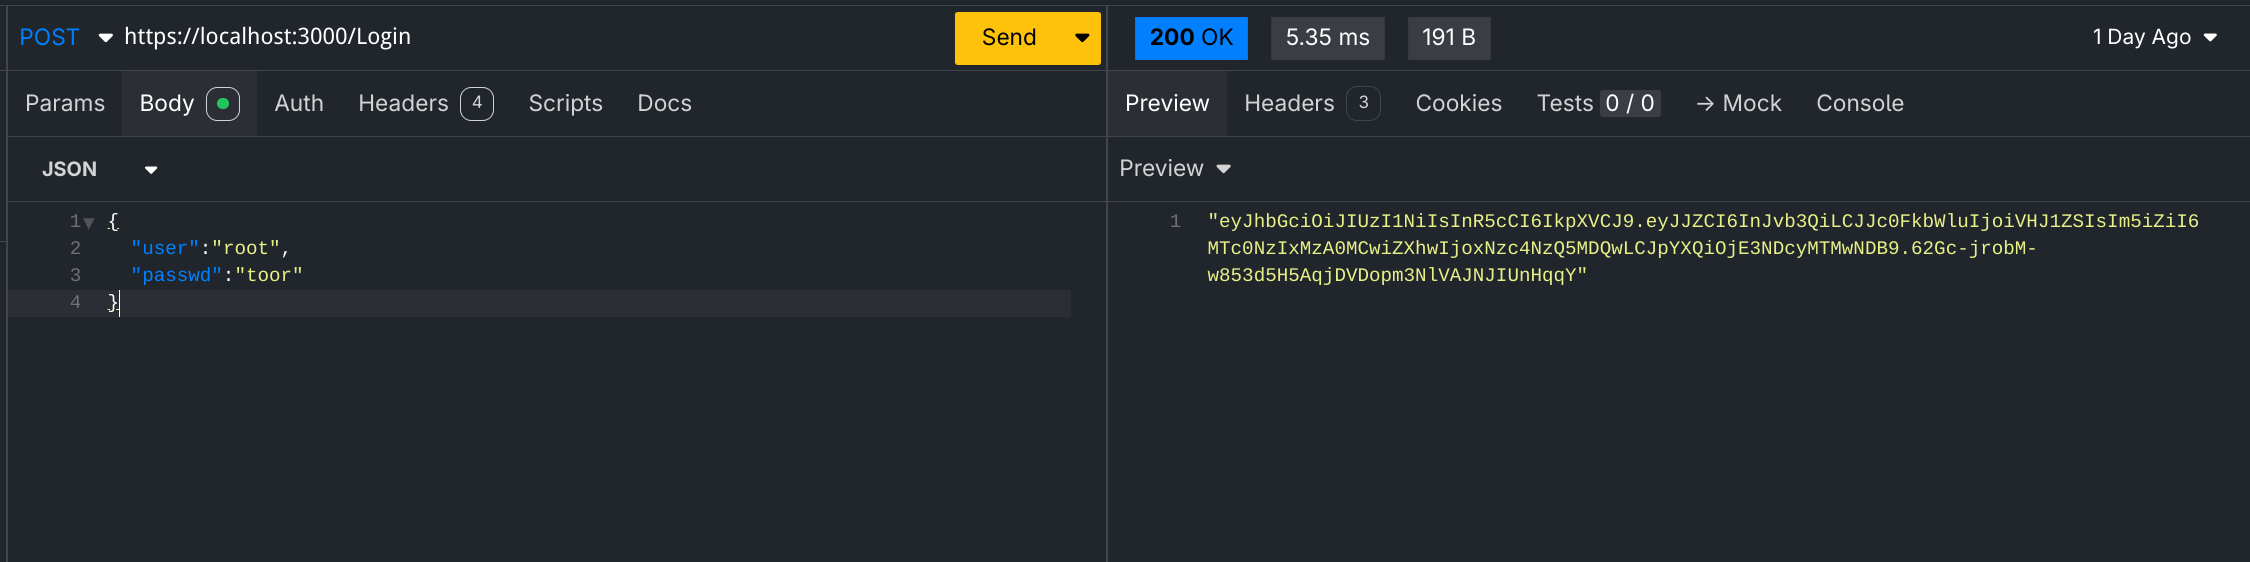 POST https://localhost:3000/Login Send 200 OK 5.35 ms 191 B 1 Day Ago
Params Body Auth Headers 4 Scripts Docs Preview Headers 3 Cookies Tests 0 / 0 → Mock Console
JSON Preview
1 {
2 "user":"root",
3 "passwd":"toor"
4 }
1 "eyJhbGciOiJIUzI1NiIsInR5cCI6IkpXVCJ9.eyJJZCI6InJvb3QiLCJJc0FkbWluIjoiVHJ1ZSIsIm5iZiI6
MTc0NzIxMzA0MCwiZXhwIjoxNzc4NzQ5MDQwLCJpYXQiOjE3NDcyMTMwNDB9.62Gc-jrobM-
w853d5H5AqjDVDopm3NlVAJNJIUnHqqY"